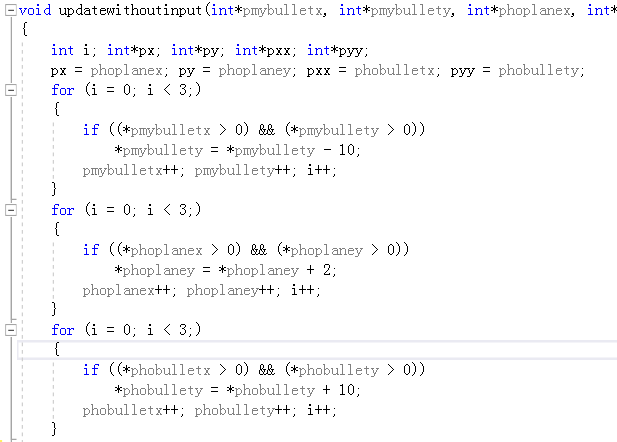 void updatewithoutinput(int*pmybulletx, int*pmybullety, int*phoplanex, int*
{
int i; int*px; int*py; int*pxx; int*pyy;
px = phoplanex; py = phoplaney; pxx = phobulletx; pyy = phobullety;
for (i = 0; i < 3;)
{
if ((*pmybulletx > 0) && (*pmybullety > 0))
*pmybullety = *pmybullety - 10;
pmybulletx++; pmybullety++; i++;
}
for (i = 0; i < 3;)
{
if ((*phoplanex > 0) && (*phoplaney > 0))
*phoplaney = *phoplaney + 2;
phoplanex++; phoplaney++; i++;
}
for (i = 0; i < 3;)
{
if ((*phobulletx > 0) && (*phobullety > 0))
*phobullety = *phobullety + 10;
phobulletx++; phobullety++; i++;
}